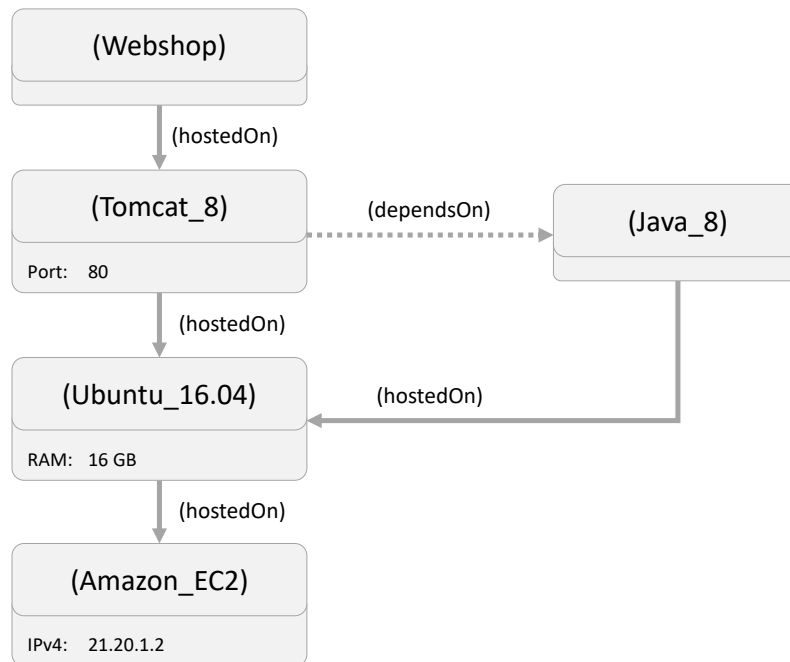 (Webshop)
(hostedOn)
(Tomcat_8)
Port: 80
(dependsOn)
(Java_8)
(hostedOn)
(Ubuntu_16.04)
RAM: 16 GB
(hostedOn)
(hostedOn)
(Amazon_EC2)
IPv4: 21.20.1.2